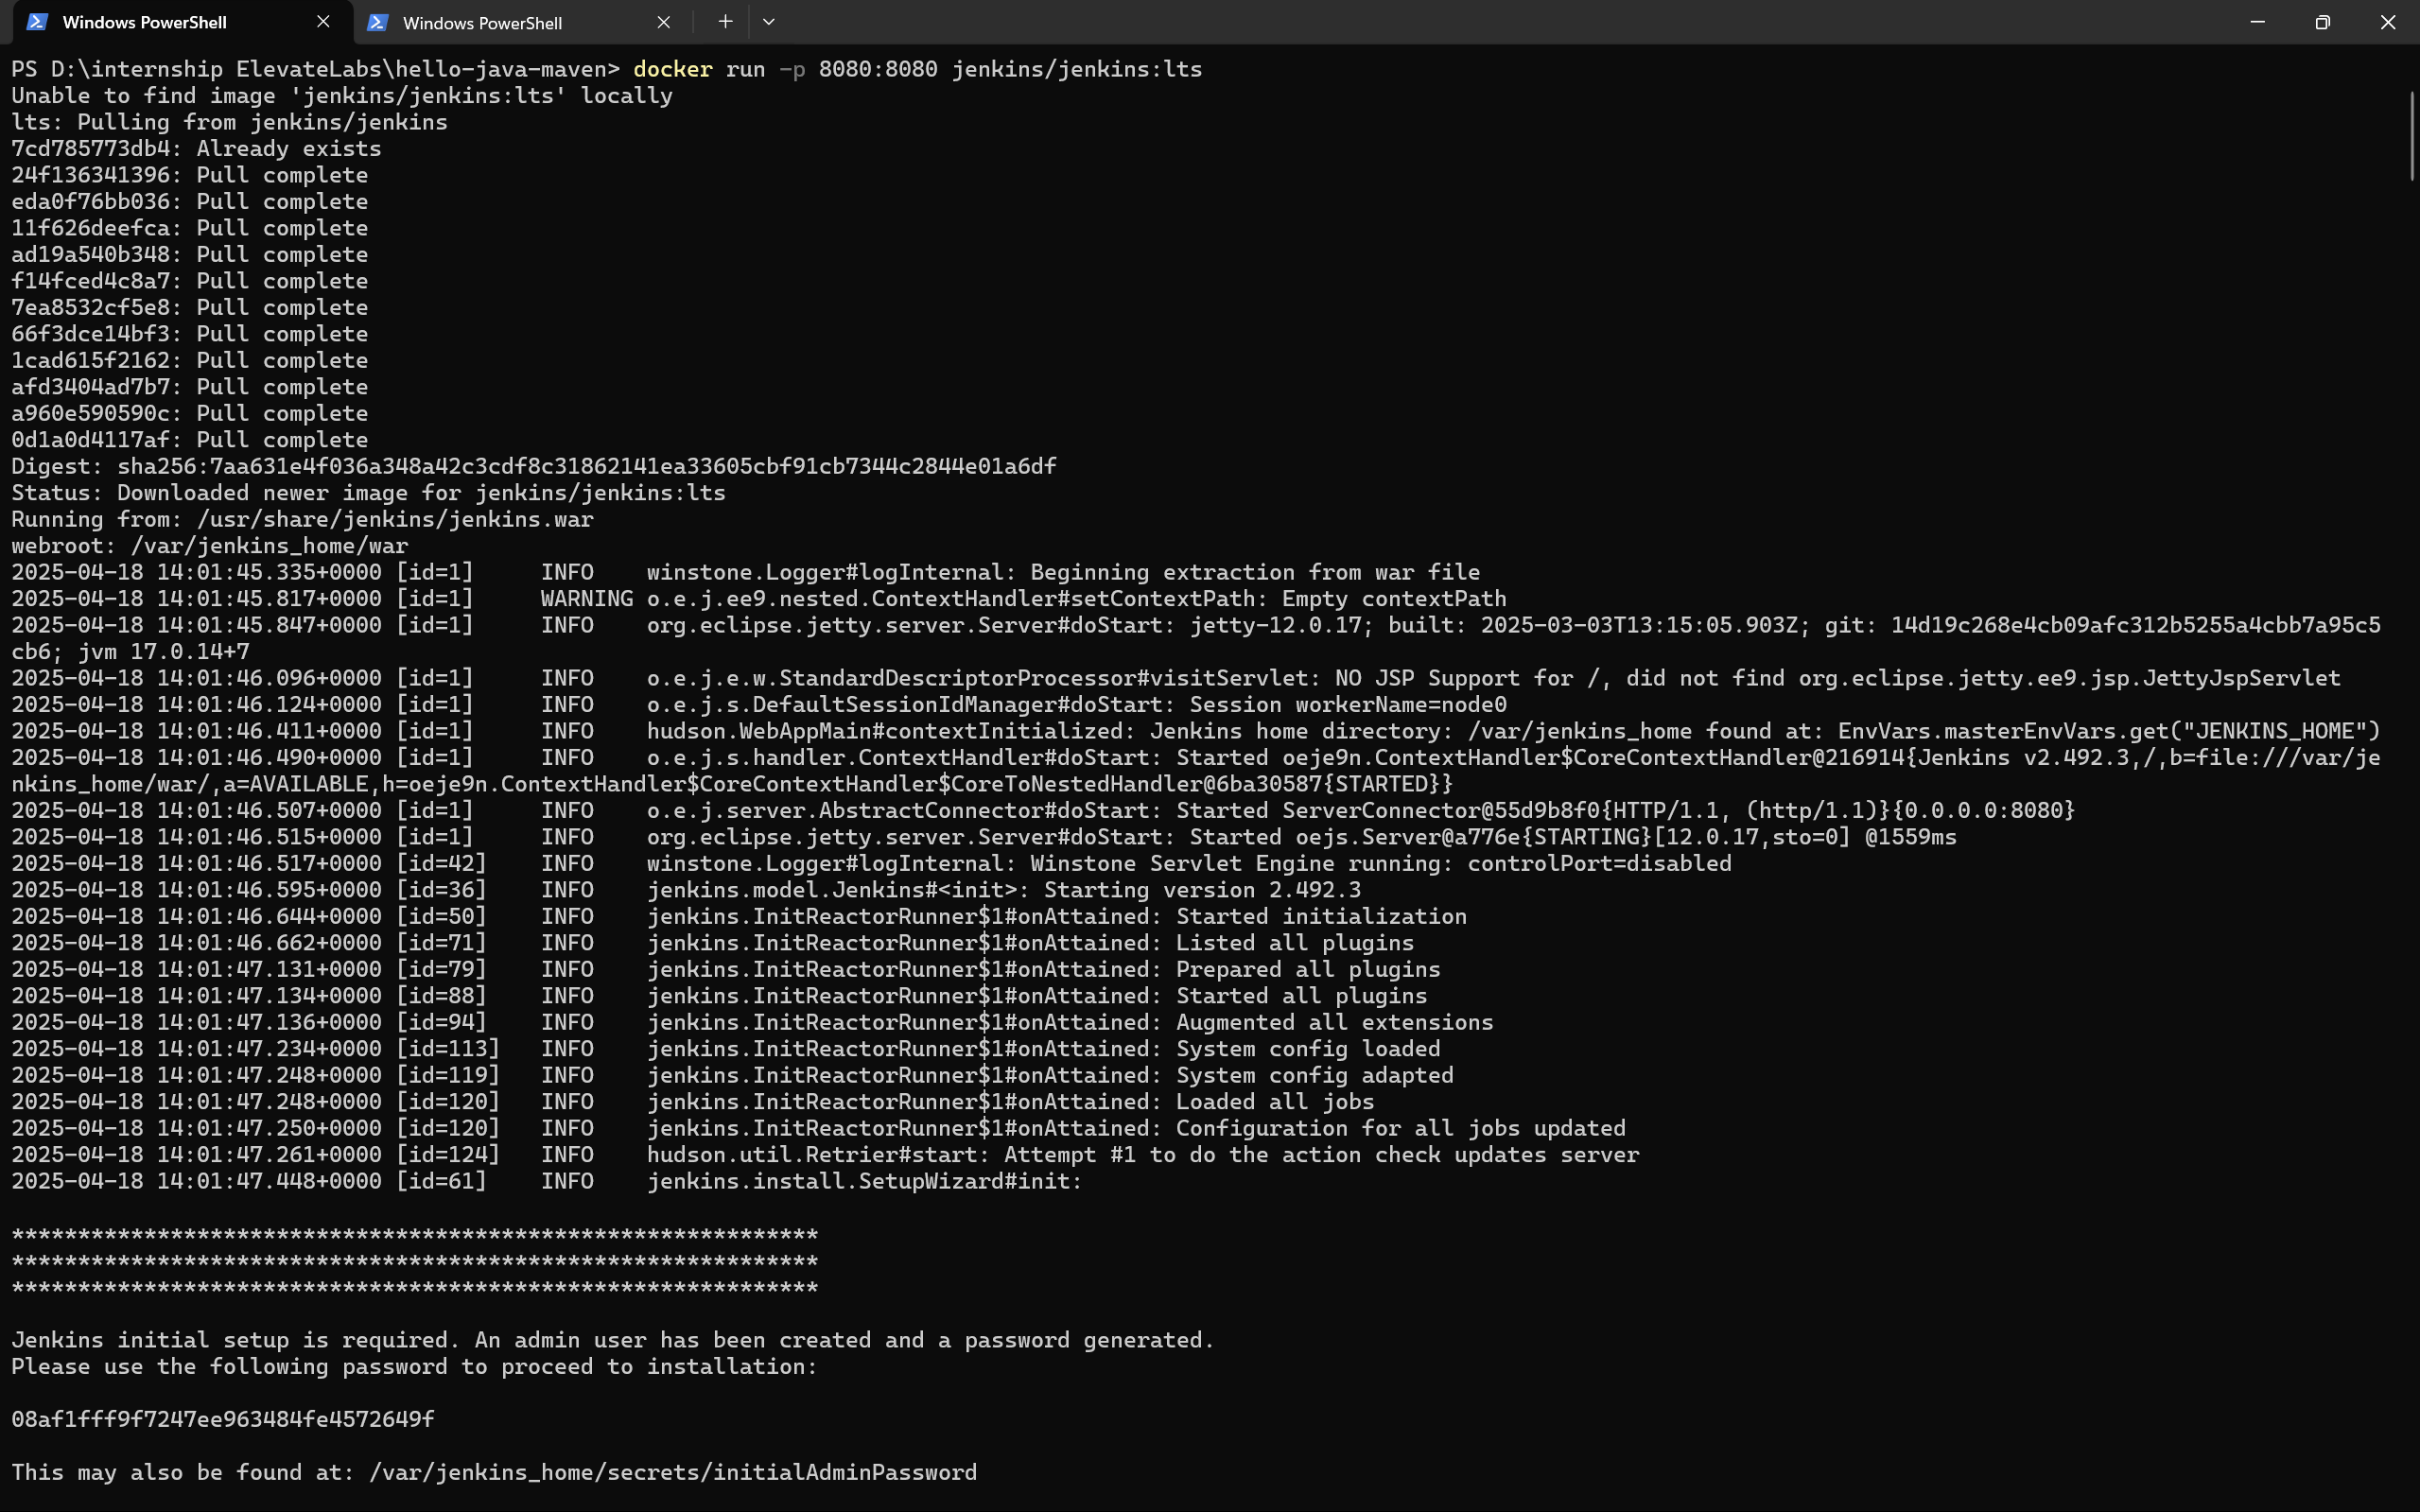 Windows PowerShell
Windows PowerShell
PS D:\internship ElevateLabs\hello-java-maven> docker run -p 8080:8080 jenkins/jenkins:lts
Unable to find image 'jenkins/jenkins:lts' locally
lts: Pulling from jenkins/jenkins
7cd785773db4: Already exists
24f136341396: Pull complete
eda0f76bb036: Pull complete
11f626deefca: Pull complete
ad19a540b348: Pull complete
f14fced4c8a7: Pull complete
7ea8532cf5e8: Pull complete
66f3dce14bf3: Pull complete
1cad615f2162: Pull complete
afd3404ad7b7: Pull complete
a960e590590c: Pull complete
0d1a0d4117af: Pull complete
Digest: sha256:7aa631e4f036a348a42c3cdf8c31862141ea33605cbf91cb7344c2844e01a6df
Status: Downloaded newer image for jenkins/jenkins:lts
Running from: /usr/share/jenkins/jenkins.war
webroot: /var/jenkins_home/war
2025-04-18 14:01:45.335+0000 [id=1]     INFO    winstone.Logger#logInternal: Beginning extraction from war file
2025-04-18 14:01:45.817+0000 [id=1]     WARNING o.e.j.ee9.nested.ContextHandler#setContextPath: Empty contextPath
2025-04-18 14:01:45.847+0000 [id=1]     INFO    org.eclipse.jetty.server.Server#doStart: jetty-12.0.17; built: 2025-03-03T13:15:05.903Z; git: 14d19c268e4cb09afc312b5255a4cbb7a95c5
cb6; jvm 17.0.14+7
2025-04-18 14:01:46.096+0000 [id=1]     INFO    o.e.j.e.w.StandardDescriptorProcessor#visitServlet: NO JSP Support for /, did not find org.eclipse.jetty.ee9.jsp.JettyJspServlet
2025-04-18 14:01:46.124+0000 [id=1]     INFO    o.e.j.s.DefaultSessionIdManager#doStart: Session workerName=node0
2025-04-18 14:01:46.411+0000 [id=1]     INFO    hudson.WebAppMain#contextInitialized: Jenkins home directory: /var/jenkins_home found at: EnvVars.masterEnvVars.get("JENKINS_HOME")
2025-04-18 14:01:46.490+0000 [id=1]     INFO    o.e.j.s.handler.ContextHandler#doStart: Started oeje9n.ContextHandler$CoreContextHandler@216914{Jenkins v2.492.3,/,b=file:///var/je
nkins_home/war/,a=AVAILABLE,h=oeje9n.ContextHandler$CoreContextHandler$CoreToNestedHandler@6ba30587{STARTED}}
2025-04-18 14:01:46.507+0000 [id=1]     INFO    o.e.j.server.AbstractConnector#doStart: Started ServerConnector@55d9b8f0{HTTP/1.1, (http/1.1)}{0.0.0.0:8080}
2025-04-18 14:01:46.515+0000 [id=1]     INFO    org.eclipse.jetty.server.Server#doStart: Started oejs.Server@a776e{STARTING}[12.0.17,sto=0] @1559ms
2025-04-18 14:01:46.517+0000 [id=42]    INFO    winstone.Logger#logInternal: Winstone Servlet Engine running: controlPort=disabled
2025-04-18 14:01:46.595+0000 [id=36]    INFO    jenkins.model.Jenkins#<init>: Starting version 2.492.3
2025-04-18 14:01:46.644+0000 [id=50]    INFO    jenkins.InitReactorRunner$1#onAttained: Started initialization
2025-04-18 14:01:46.662+0000 [id=71]    INFO    jenkins.InitReactorRunner$1#onAttained: Listed all plugins
2025-04-18 14:01:47.131+0000 [id=79]    INFO    jenkins.InitReactorRunner$1#onAttained: Prepared all plugins
2025-04-18 14:01:47.134+0000 [id=88]    INFO    jenkins.InitReactorRunner$1#onAttained: Started all plugins
2025-04-18 14:01:47.136+0000 [id=94]    INFO    jenkins.InitReactorRunner$1#onAttained: Augmented all extensions
2025-04-18 14:01:47.234+0000 [id=113]   INFO    jenkins.InitReactorRunner$1#onAttained: System config loaded
2025-04-18 14:01:47.248+0000 [id=119]   INFO    jenkins.InitReactorRunner$1#onAttained: System config adapted
2025-04-18 14:01:47.248+0000 [id=120]   INFO    jenkins.InitReactorRunner$1#onAttained: Loaded all jobs
2025-04-18 14:01:47.250+0000 [id=120]   INFO    jenkins.InitReactorRunner$1#onAttained: Configuration for all jobs updated
2025-04-18 14:01:47.261+0000 [id=124]   INFO    hudson.util.Retrier#start: Attempt #1 to do the action check updates server
2025-04-18 14:01:47.448+0000 [id=61]    INFO    jenkins.install.SetupWizard#init:
*************************************************************
*************************************************************
*************************************************************
Jenkins initial setup is required. An admin user has been created and a password generated.
Please use the following password to proceed to installation:
08af1fff9f7247ee963484fe4572649f
This may also be found at: /var/jenkins_home/secrets/initialAdminPassword